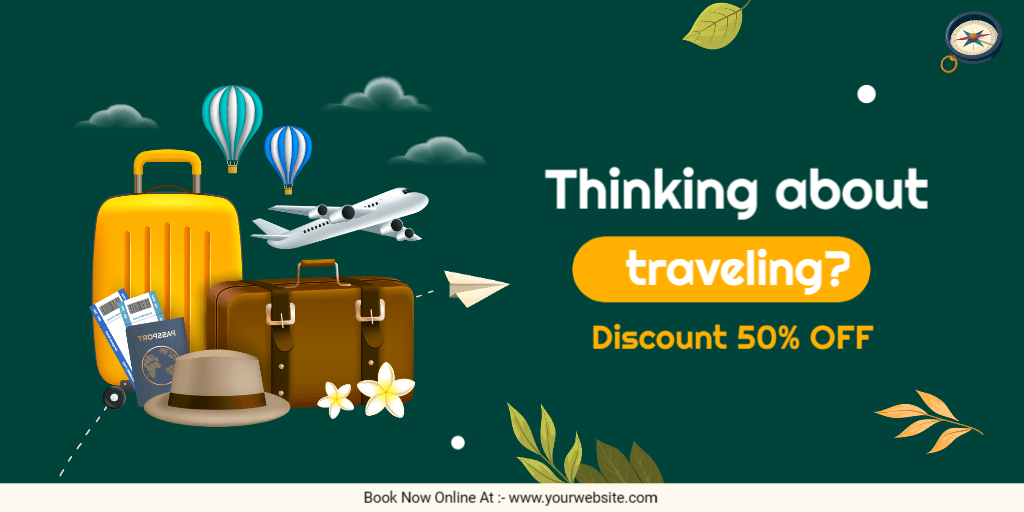 Thinking about
traveling?
Discount 50% OFF
PASSPORT
Book Now Online At :- www.yourwebsite.com